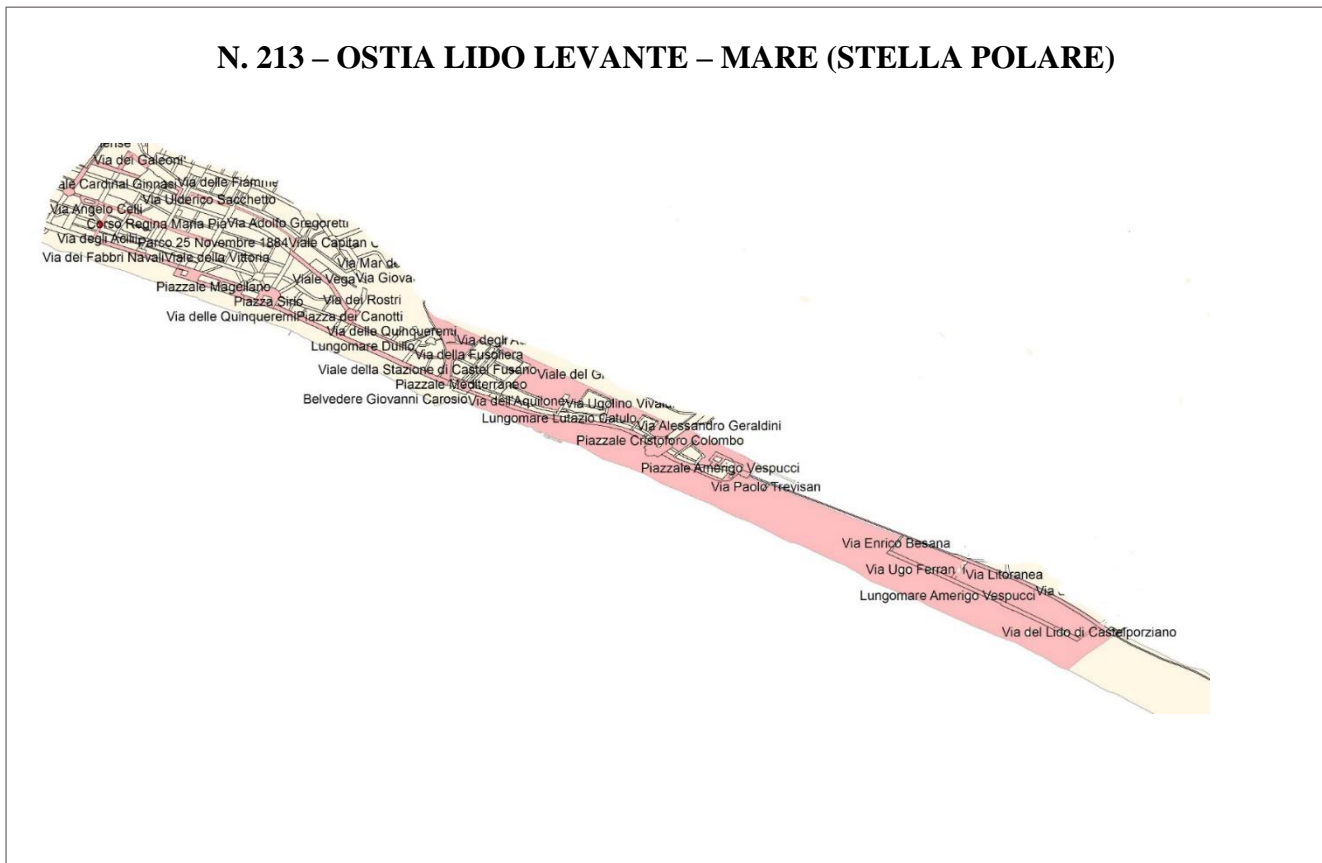 N. 213 – OSTIA LIDO LEVANTE – MARE (STELLA POLARE)
Via dei Galeoni
Cardinal Ginnasi
Via delle Fiamme
Via Ulderico Sacchetto
Via Angelo Celli
Corso Regina Maria Pia
Via Adolfo Gregoretti
Via degli Acilii
Parco 25 Novembre 1884
Viale Capitan
Via dei Fabbri Navali
Viale della Vittoria
Via Mar
Viale Vega
Via Giova
Piazzale Magellano
Piazza Sirio
Via dei Rostri
Via delle Quinqueremi
Piazza dei Canotti
Via delle Quinqueremi
Via degli
Lungomare Duilio
Via della Fusoliera
Viale della Stazione di Castel Fusano
Viale del
Piazzale Mediterraneo
Belvedere Giovanni Carosio
Via dell'Aquilone
Via Ugolino Vival
Lungomare Lutazio Catulo
Via Alessandro Geraldini
Piazzale Cristoforo Colombo
Piazzale Amerigo Vespucci
Via Paolo Trevisan
Via Enrico Besana
Via Ugo Ferran
Via Litoranea
Lungomare Amerigo Vespucci
Via
Via del Lido di Castelporziano